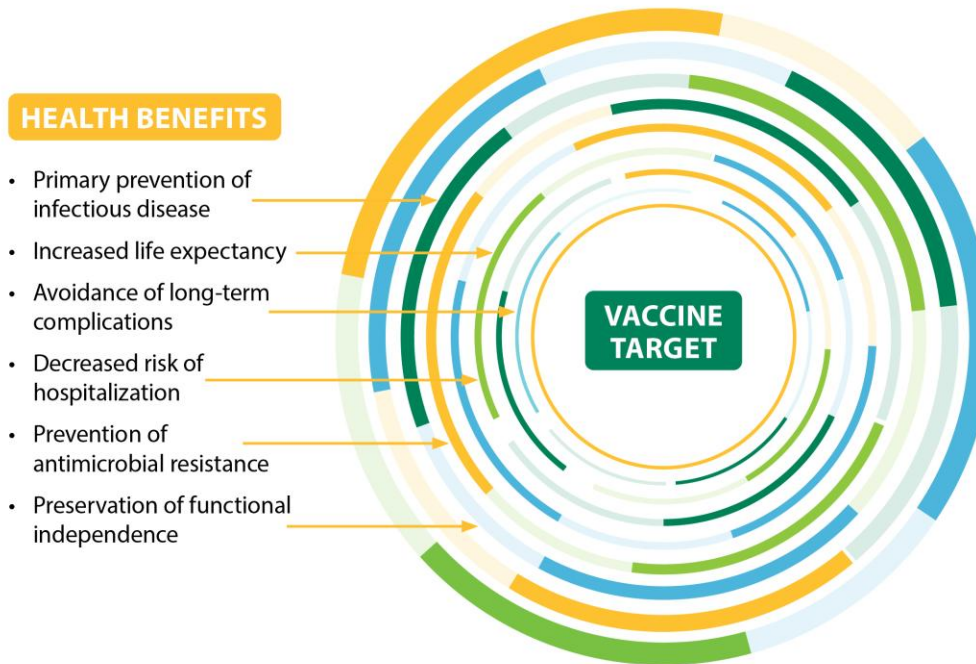 HEALTH BENEFITS
• Primary prevention of
infectious disease
• Increased life expectancy
• Avoidance of long-term
complications
• Decreased risk of
hospitalization
• Prevention of
antimicrobial resistance
• Preservation of functional
independence
VACCINE
TARGET